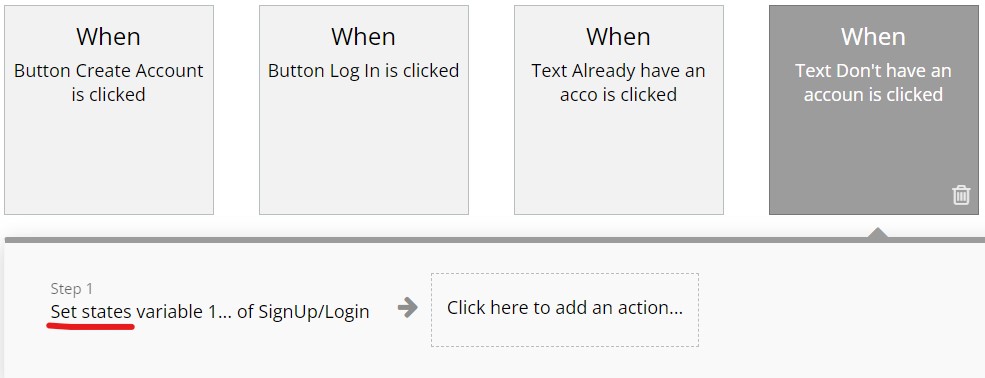 When
Button Create Account
is clicked
When
Button Log In is clicked
When
Text Already have an
acco is clicked
When
Text Don't have an
accoun is clicked
Step 1
Set states variable 1... of SignUp/Login
Click here to add an action...